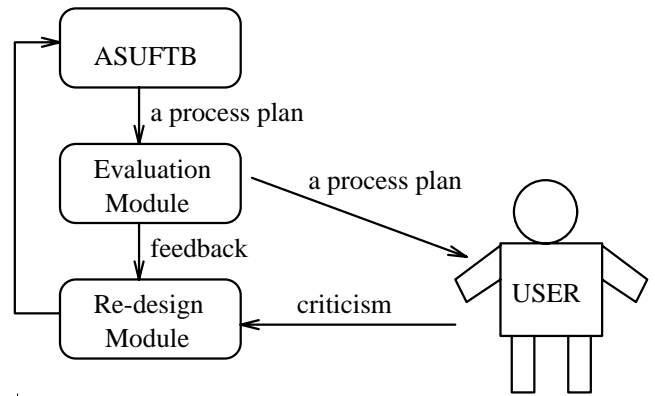 ASUFTB
a process plan
Evaluation
Module
a process plan
feedback
USER
Re-design
Module
criticism